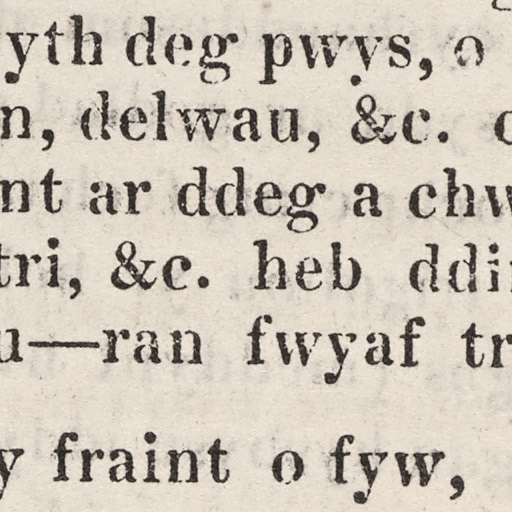 yth deg pwys, o
n, delwau, &c. c
nt ar ddeg a chw
tri, &c. heb ddi
u—ran fwyaf tr
y fraint o fyw,